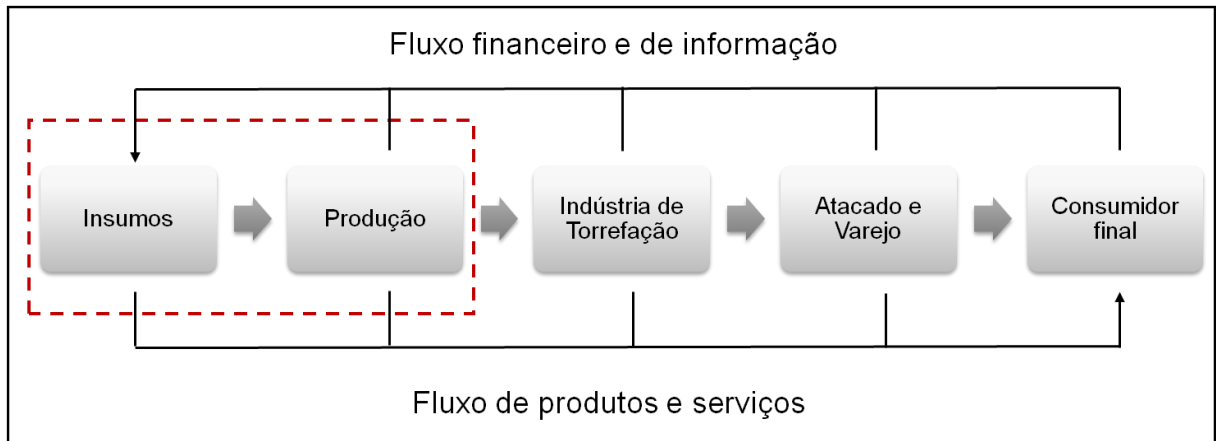 Fluxo financeiro e de informação
Insumos
Produção
Indústria de
Torrefação
Atacado e
Varejo
Consumidor
final
Fluxo de produtos e serviços